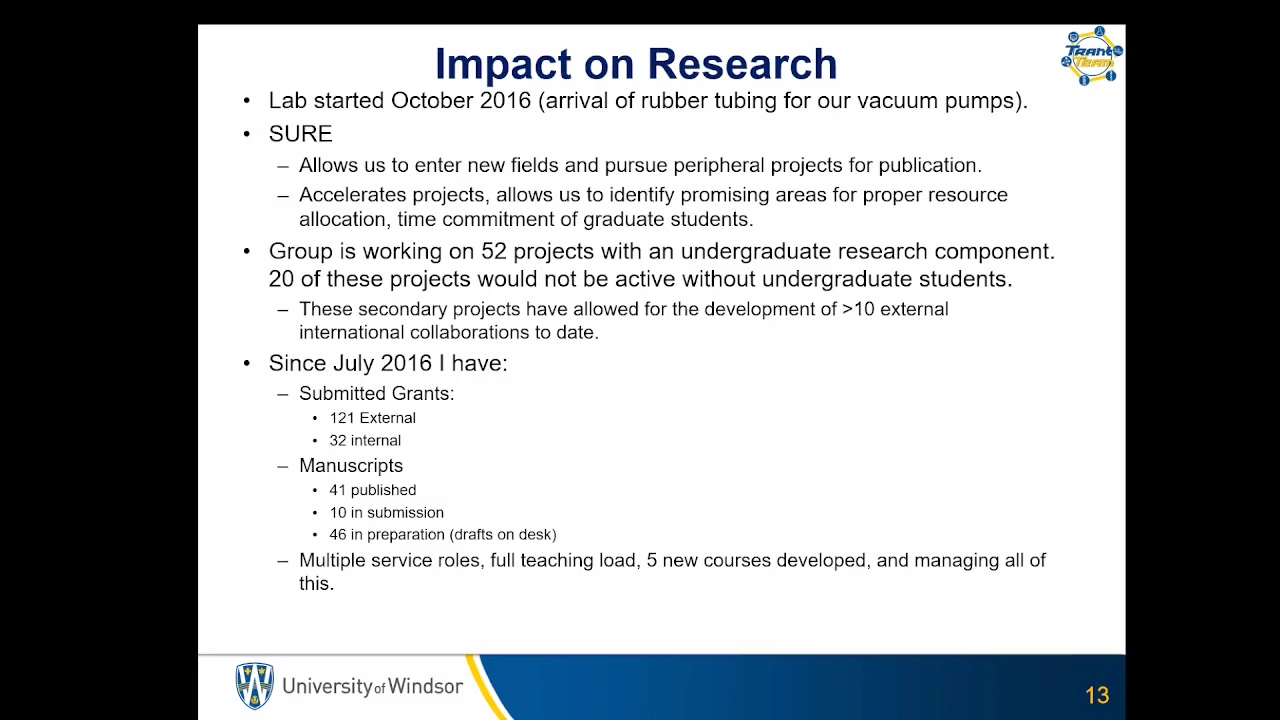 Impact on Research
Trant
Team
• Lab started October 2016 (arrival of rubber tubing for our vacuum pumps).
• SURE
– Allows us to enter new fields and pursue peripheral projects for publication.
– Accelerates projects, allows us to identify promising areas for proper resource
allocation, time commitment of graduate students.
• Group is working on 52 projects with an undergraduate research component.
20 of these projects would not be active without undergraduate students.
– These secondary projects have allowed for the development of >10 external
international collaborations to date.
• Since July 2016 I have:
– Submitted Grants:
• 121 External
• 32 internal
– Manuscripts
• 41 published
• 10 in submission
• 46 in preparation (drafts on desk)
– Multiple service roles, full teaching load, 5 new courses developed, and managing all of
this.
University of Windsor
13